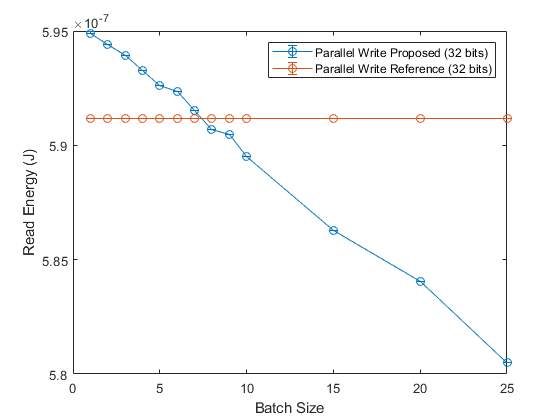 ×10-7
5.95
5.9
5.85
5.8
Read Energy (J)
0
5
10
15
20
25
Batch Size
Parallel Write Proposed (32 bits)
Parallel Write Reference (32 bits)